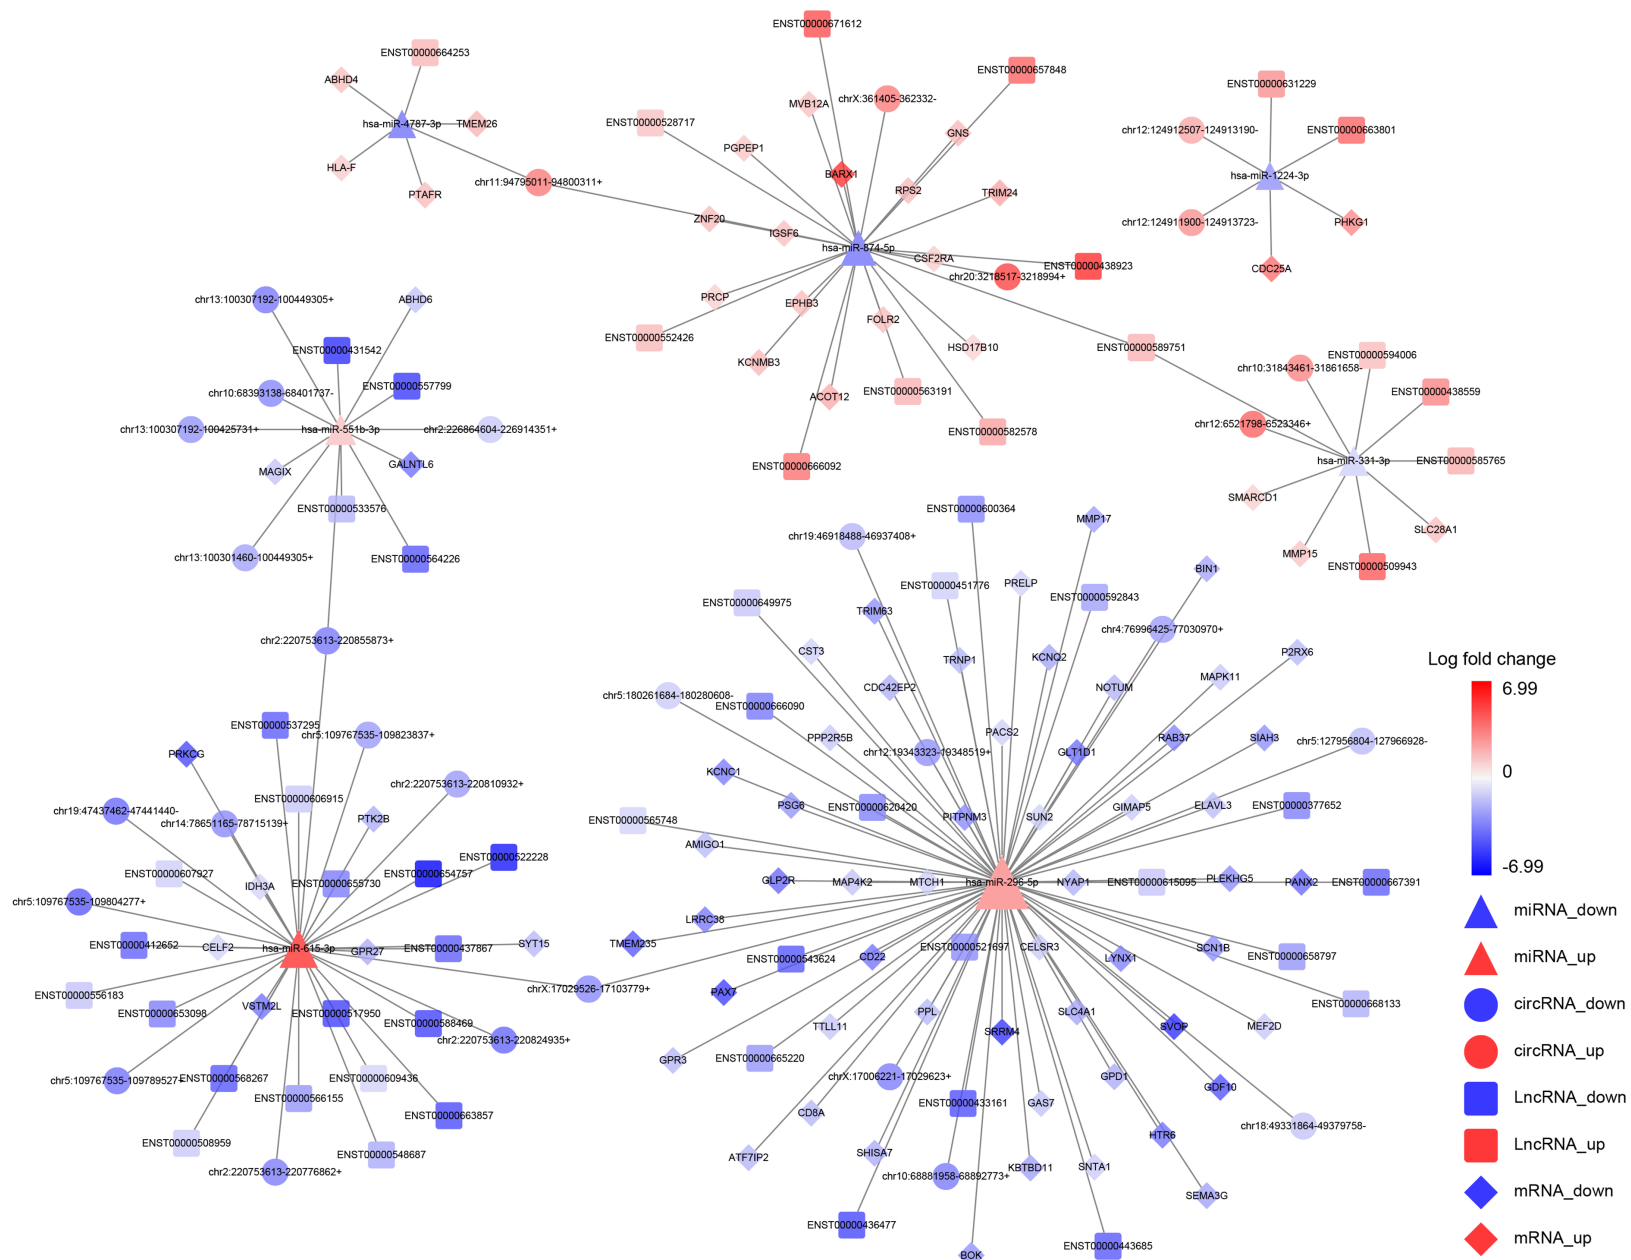 ENST00000671612
ENST00000664253
ABHD4
hsa-miR-4787-3p
TMEM26
HLA-F
PTAFR
chr11:94795011-94800311+
ENST00000657848
chrX:361405-362332-
MVB12A
ENST00000528717
GNS
PGPEP1
BARX1
RPS2
TRIM24
ZNF20
IGSF6
hsa-miR-874-5p
CSF2RA
ENST00000438923
chr20:3218517-3218994+
PRCP
EPHB3
FOLR2
ENST00000552426
HSD17B10
KCNMB3
ACOT12
ENST00000563191
ENST00000582578
ENST00000666092
ENST00000589751
ENST00000631229
chr12:124912507-124913190-
ENST00000663801
hsa-miR-1224-3p
chr12:124911900-124913723-
PHKG1
CDC25A
ENST00000594006
chr10:31843461-31861658-
ENST00000438559
chr12:6521798-6523346+
hsa-miR-331-3p
ENST00000585765
SMARCD1
SLC28A1
MMP15
ENST00000509943
chr13:100307192-100449305+
ABHD6
ENST00000431542
ENST00000557799
chr10:68393138-68401737-
chr13:100307192-100425731+
hsa-miR-551b-3p
chr2:226864604-226914351+
MAGIX
GALNTL6
ENST00000533576
chr13:100301460-100449305+
ENST00000564226
chr2:220753613-220855873+
ENST00000537295
chr5:109767535-109823837+
PRKCG
chr2:220753613-220810932+
ENST00000606915
chr19:47437462-47441440-
chr14:78651165-78715139+
PTK2B
ENST00000522228
ENST00000607927
ENST00000654757
IDH3A
ENST00000655730
chr5:109767535-109804277+
ENST00000412652
CELF2
hsa-miR-615-3p
GPR27
ENST00000437867
SYT15
chrX:17029526-17103779+
ENST00000556183
ENST00000653098
VSTM2L
ENST00000517950
ENST00000588469
chr2:220753613-220824935+
chr5:109767535-109789527+
ENST00000568267
ENST00000609436
ENST00000566155
ENST00000663857
ENST00000508959
ENST00000548687
chr2:220753613-220776862+
ENST00000600364
MMP17
chr19:46918488-46937408+
BIN1
ENST00000451776
PRELP
ENST00000592843
ENST00000649975
TRIM63
chr4:76996425-77030970+
CST3
TRNP1
KCNQ2
P2RX6
MAPK11
CDC42EP2
NOTUM
chr5:180261684-180280608-
ENST00000666090
PACS2
PPP2R5B
chr12:19343323-19348519+
GLT1D1
RAB37
SIAH3
chr5:127956804-127966928-
KCNC1
PSG6
ENST00000620420
PITPNM3
SUN2
GIMAP5
ELAVL3
ENST00000377652
ENST00000565748
AMIGO1
GLP2R
MAP4K2
MTCH1
hsa-miR-296-5p
NYAP1
ENST00000615095
PLEKHG5
PANX2
ENST00000667391
LRRC38
TMEM235
ENST00000543624
CD22
ENST00000521697
CELSR3
LYNX1
SCN1B
ENST00000658797
PAX7
ENST00000668133
PPL
SLC4A1
TTLL11
SRRM4
SVOP
MEF2D
GPR3
ENST00000665220
chrX:17006221-17029623+
GPD1
GDF10
CD8A
ENST00000433161
GAS7
chr18:49331864-49379758-
HTR6
ATF7IP2
SHISA7
chr10:68881958-68892773+
KBTBD11
SNTA1
SEMA3G
ENST00000436477
BOK
ENST00000443685
Log fold change
6.99
0
-6.99
miRNA_down
miRNA_up
circRNA_down
circRNA_up
LncRNA_down
LncRNA_up
mRNA_down
mRNA_up